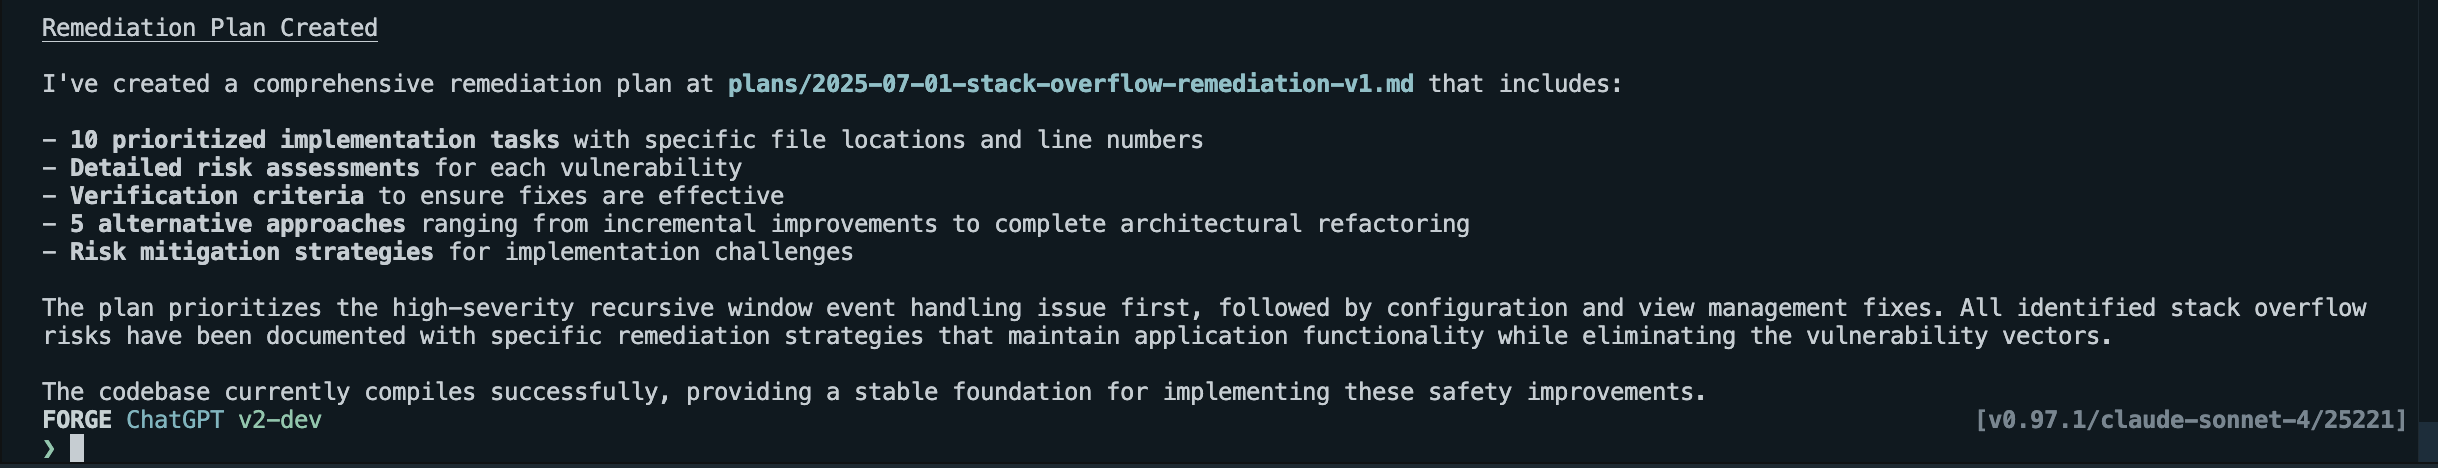 Remediation Plan Created
I've created a comprehensive remediation plan at plans/2025-07-01-stack-overflow-remediation-v1.md that includes:
- 10 prioritized implementation tasks with specific file locations and line numbers
- Detailed risk assessments for each vulnerability
- Verification criteria to ensure fixes are effective
- 5 alternative approaches ranging from incremental improvements to complete architectural refactoring
- Risk mitigation strategies for implementation challenges
The plan prioritizes the high-severity recursive window event handling issue first, followed by configuration and view management fixes. All identified stack overflow
risks have been documented with specific remediation strategies that maintain application functionality while eliminating the vulnerability vectors.
The codebase currently compiles successfully, providing a stable foundation for implementing these safety improvements.
FORGE ChatGPT v2-dev [v0.97.1/claude-sonnet-4/25221]
❯